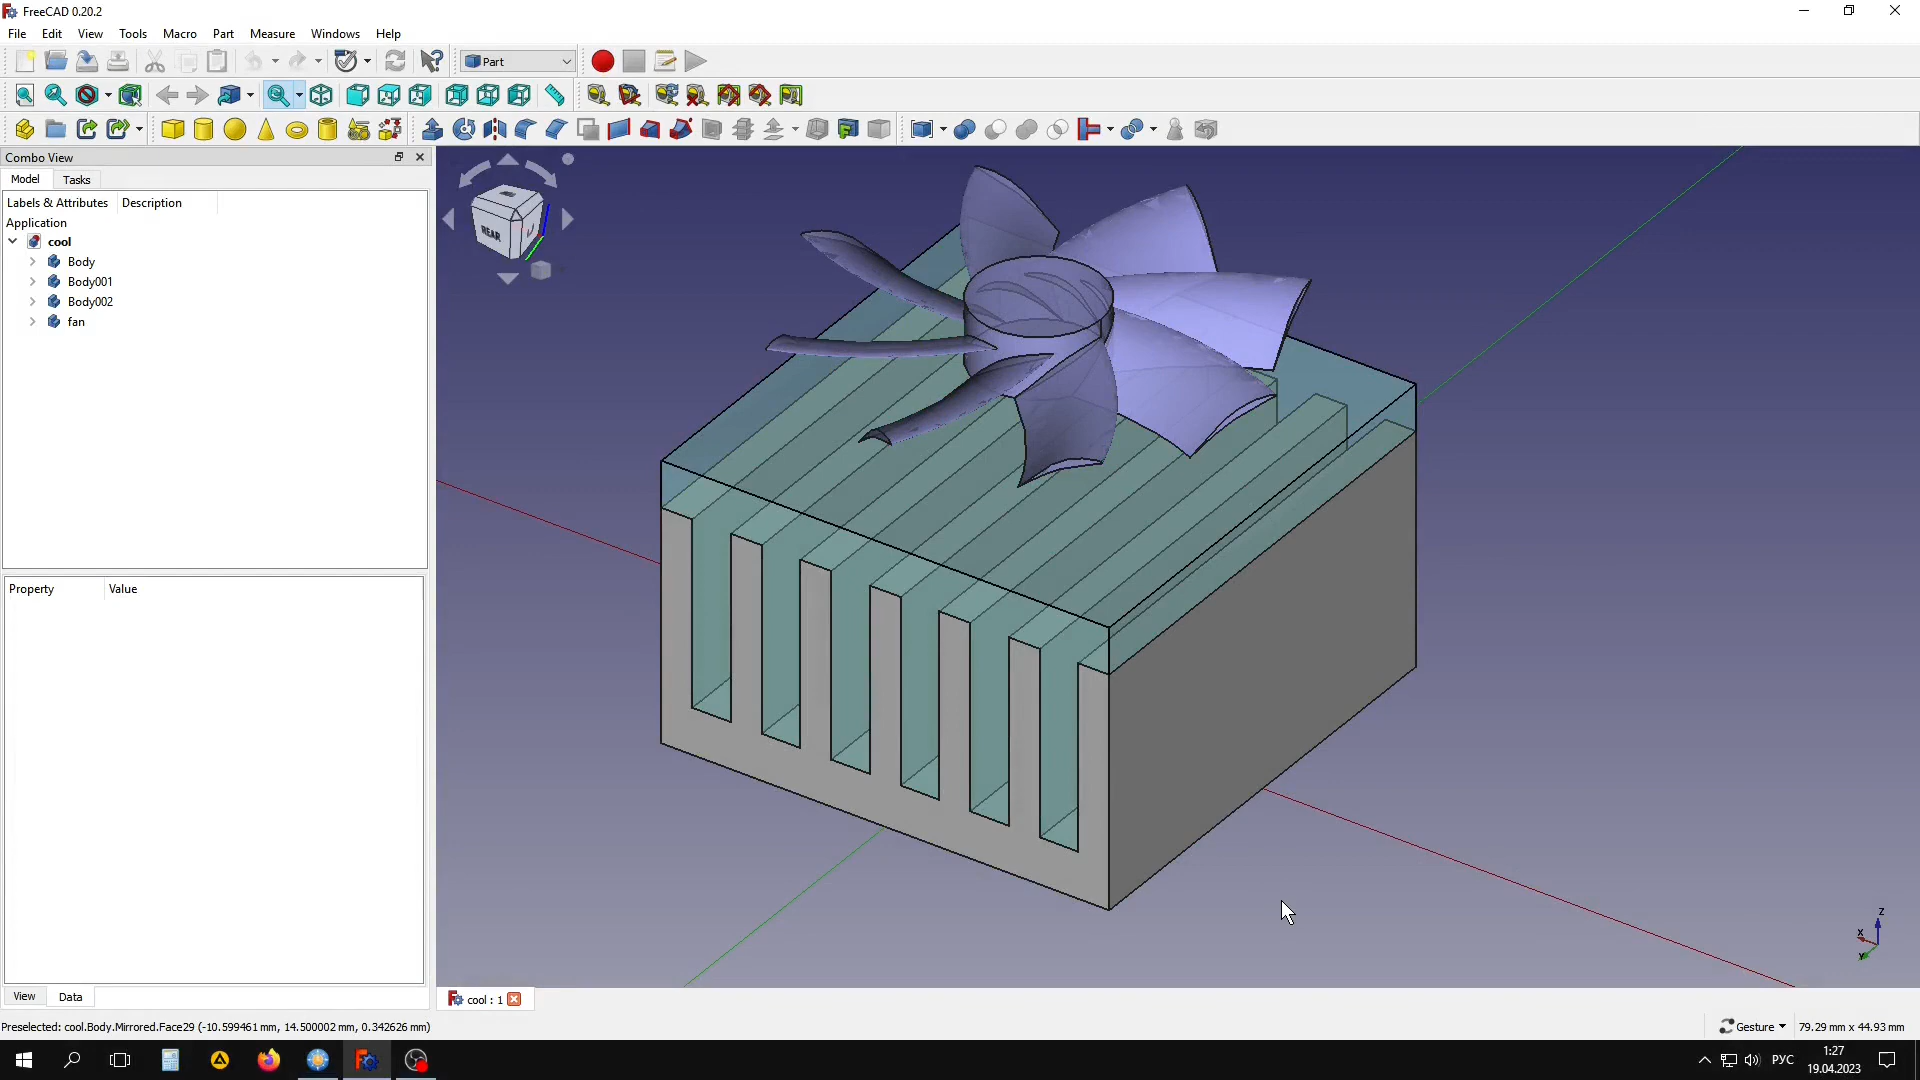 FreeCAD 0.20.2
File Edit View Tools Macro Part Measure Windows Help
Part
Combo View
Model Tasks
Labels & Attributes Description
Application
cool
Body
Body001
Body002
fan
Property Value
View Data
REAR
Z
X
Y
cool : 1
Preselected: cool.Body.Mirrored.Face29 (-10.599461 mm, 14.500002 mm, 0.342626 mm)
Gesture 79.29 mm x 44.93 mm
РУС
1:27
19.04.2023